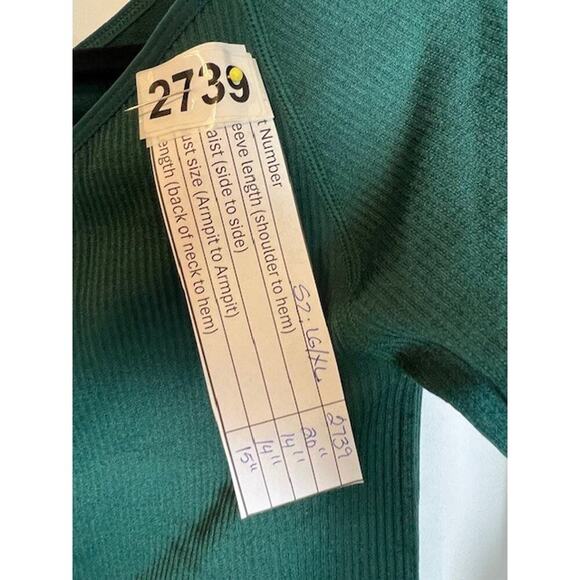 2739
t Number 2739
eeve length (shoulder to hem) 20"
aist (side to side) 14"
ust size (Armpit to Armpit) 14"
ength (back of neck to hem) 15"
SZ: LG/XL